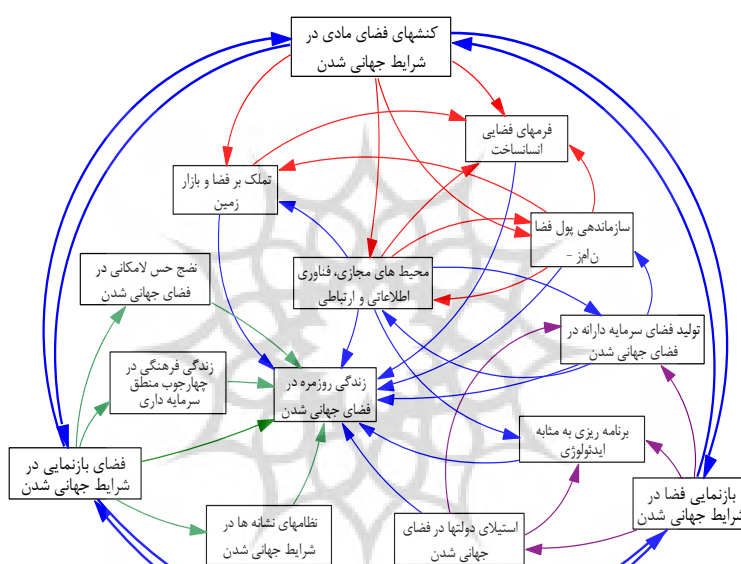 کنشهای فضای مادی در
شرایط جهانی شدن
فرمهای فضایی
انسانساخت
تملک بر فضا و بازار
زمین
سازماندهی پول فضا
- نامز
محیط های مجازی، فناوری
اطلاعاتی و ارتباطی
نضج حس لامکانی در
فضای جهانی شدن
تولید فضای سرمایه دارانه در
فضای جهانی شدن
زندگی فرهنگی در
چهارجوب منطق
سرمایه داری
زندگی روزمره در
فضای جهانی شدن
برنامه ریزی به مثابه
ایدئولوژی
فضای بازنمایی در
شرایط جهانی شدن
بازنمایی فضا در
شرایط جهانی شدن
نظامهای نشانه ها در
شرایط جهانی شدن
استیلای دولتها در فضای
جهانی شدن